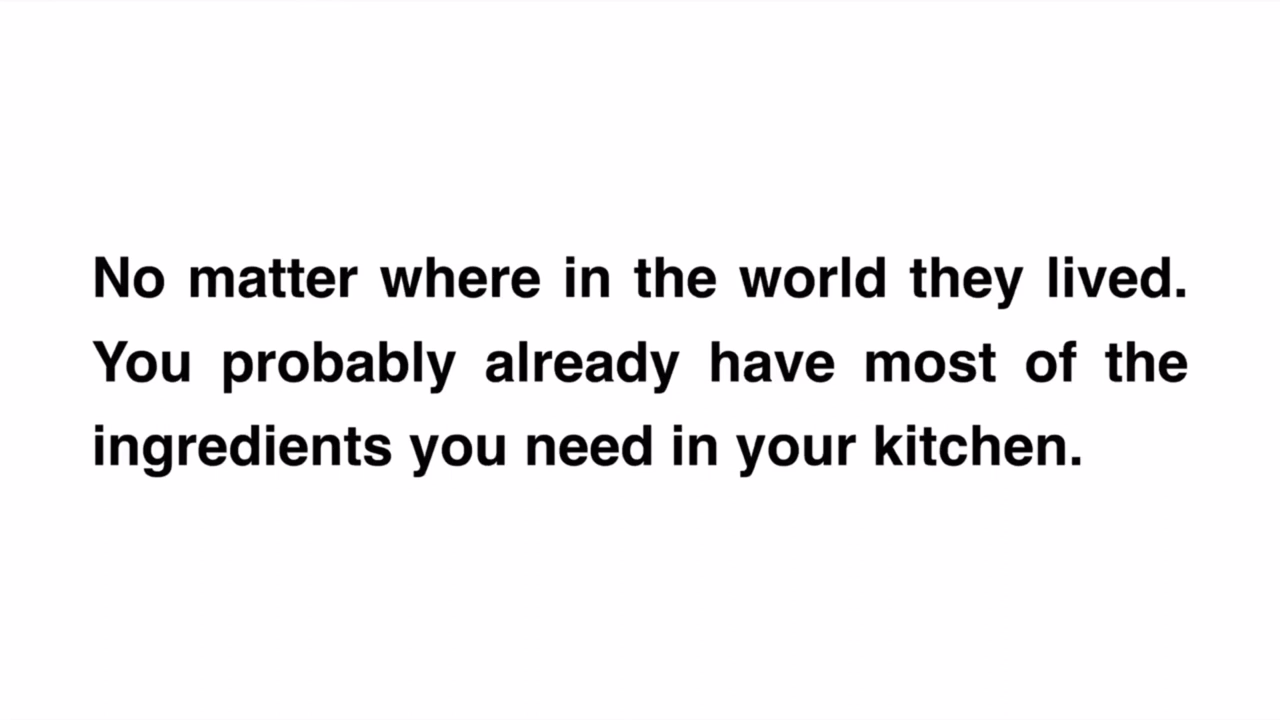 No matter where in the world they lived.
You probably already have most of the
ingredients you need in your kitchen.